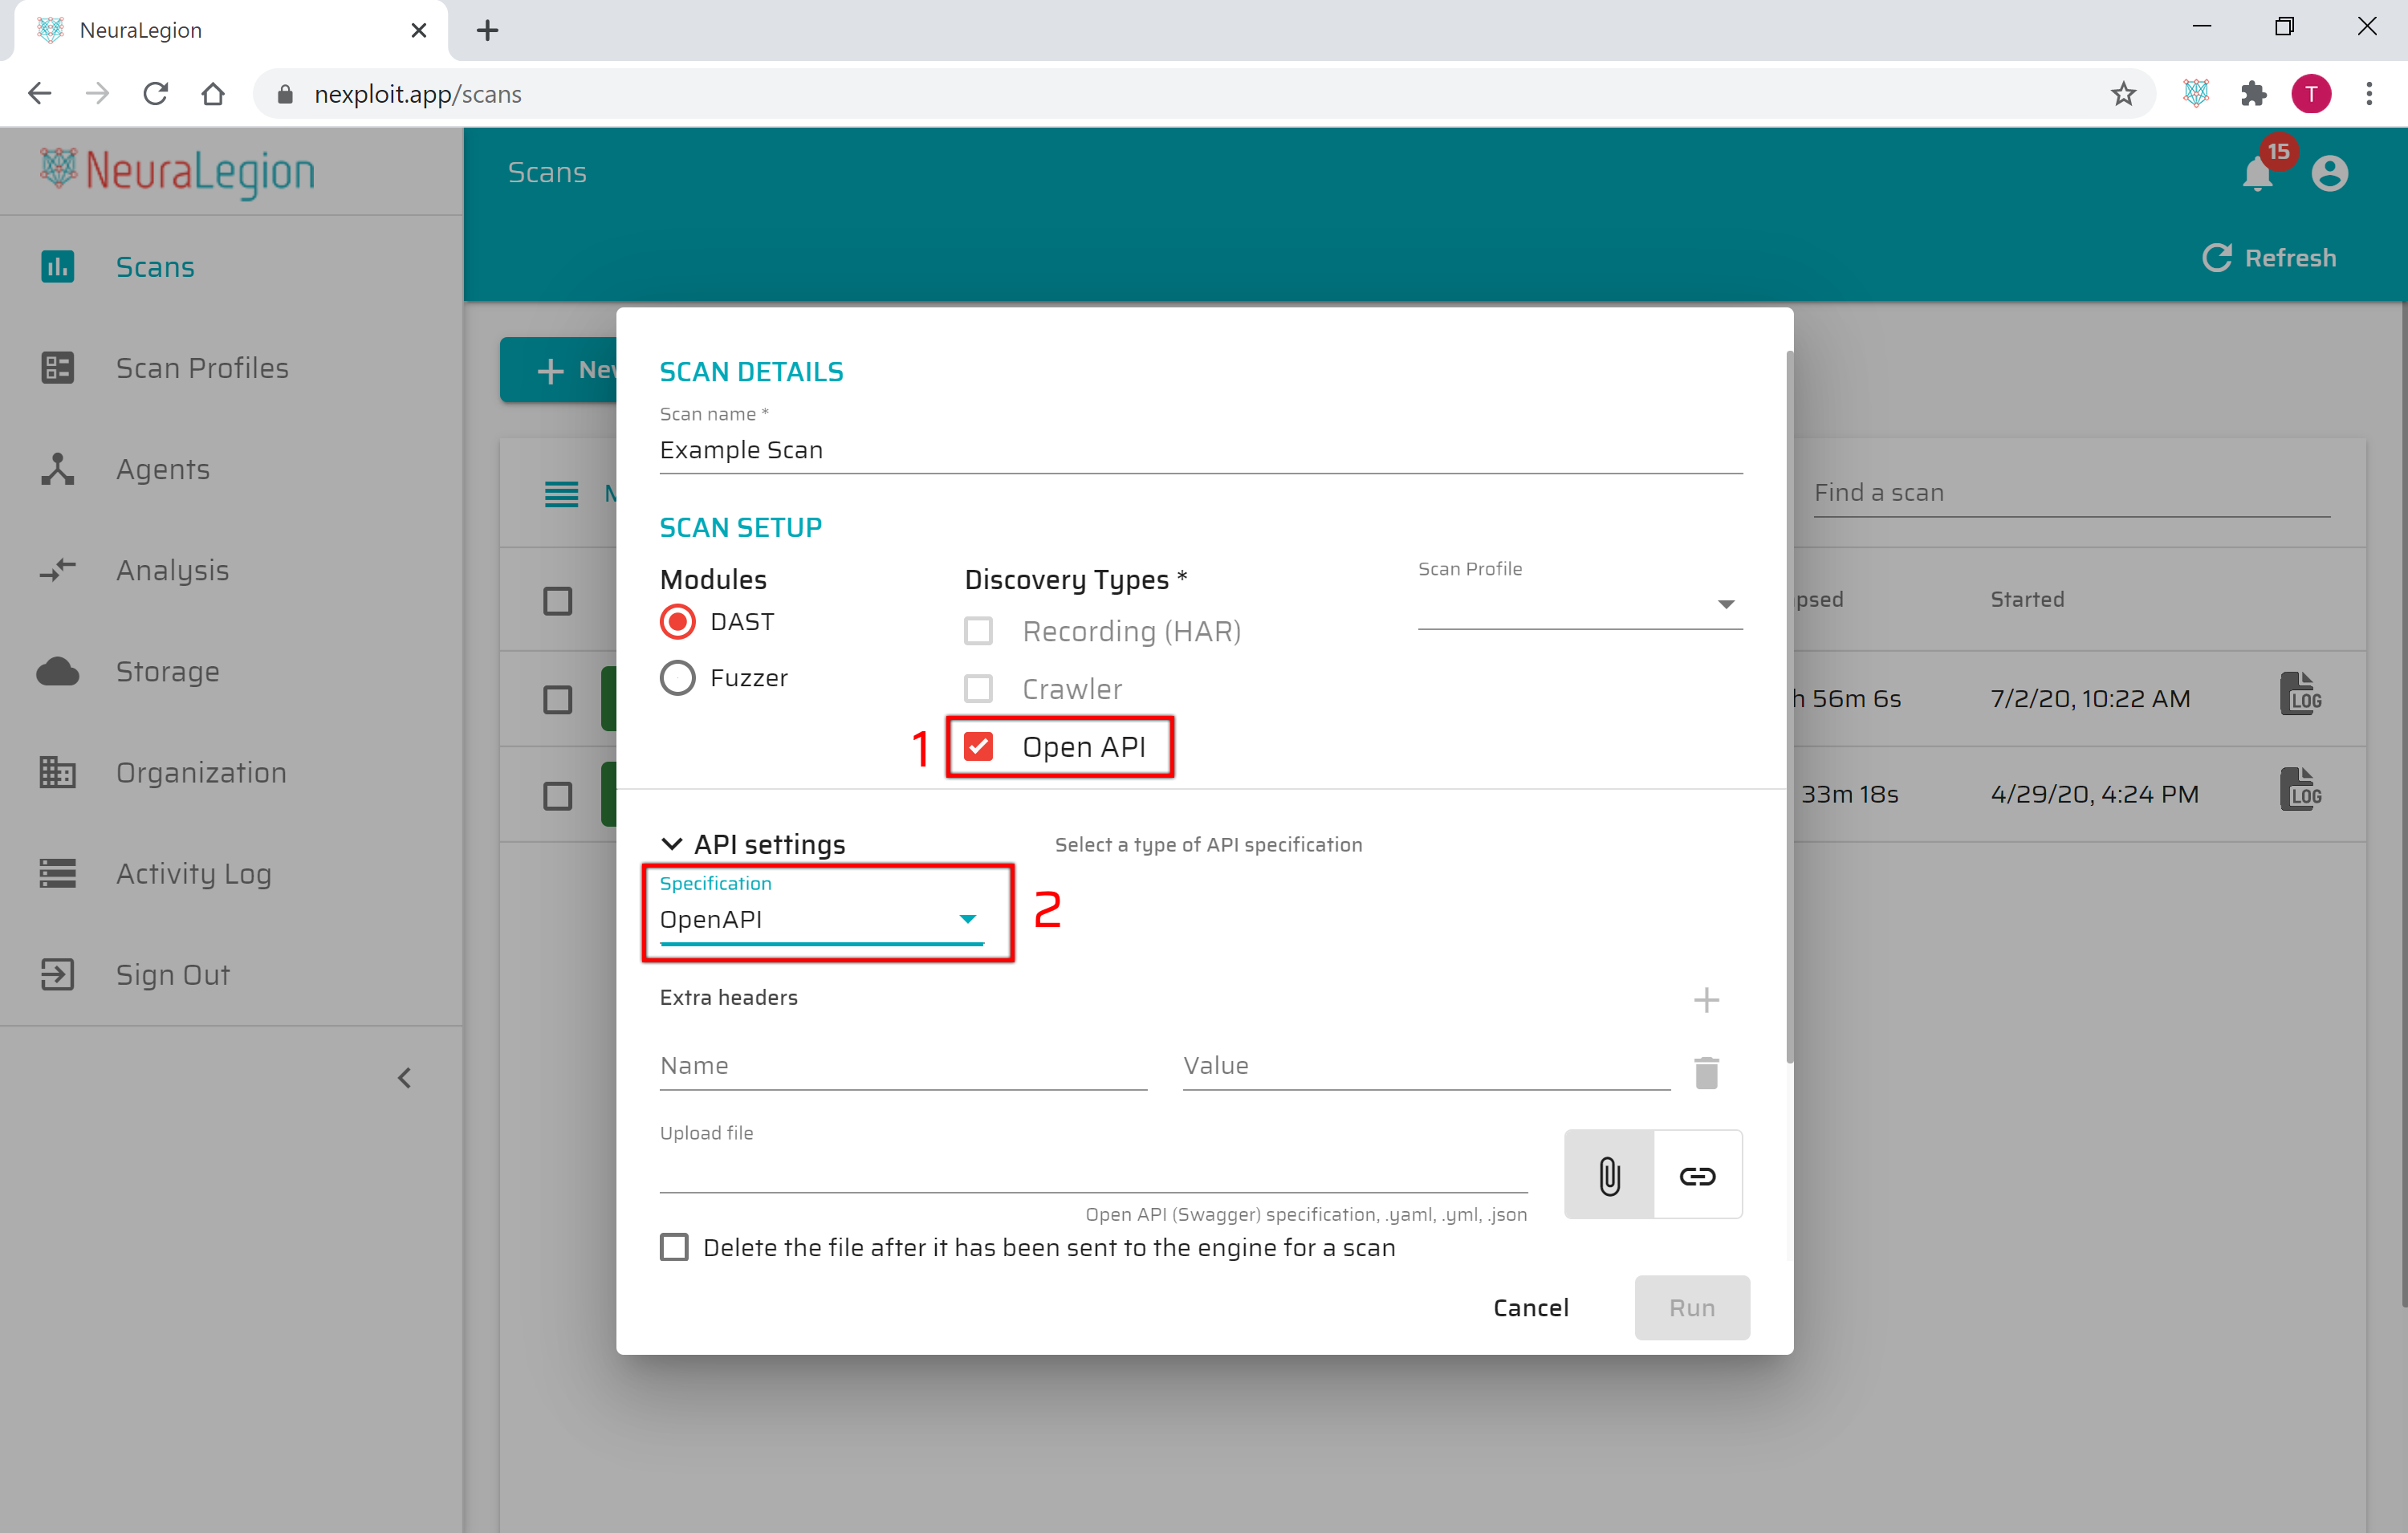 NeuraLegion
nexploit.app/scans
T
NeuraLegion
Scans
15
Refresh
Scans
Scan Profiles
Agents
Analysis
Storage
Organization
Activity Log
Sign Out
SCAN DETAILS
Scan name *
Example Scan
SCAN SETUP
Modules
DAST
Fuzzer
Discovery Types *
Recording (HAR)
Crawler
1
Open API
Scan Profile
API settings
Select a type of API specification
Specification
OpenAPI
2
Extra headers
Name
Value
Upload file
Open API (Swagger) specification, .yaml, .yml, .json
Delete the file after it has been sent to the engine for a scan
Cancel
Run
Find a scan
Started
56m 6s
7/2/20, 10:22 AM
LOG
33m 18s
4/29/20, 4:24 PM
LOG